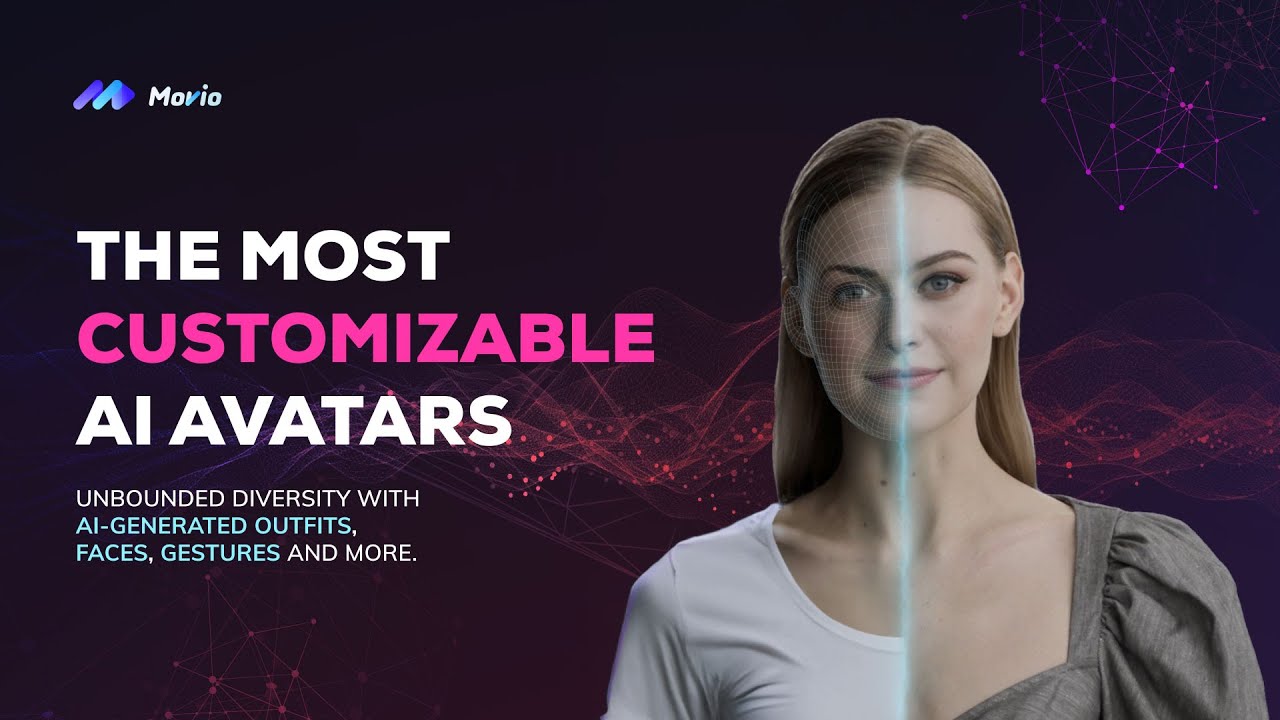 Movio
THE MOST
CUSTOMIZABLE
AI AVATARS
UNBOUNDED DIVERSITY WITH
AI-GENERATED OUTFITS,
FACES, GESTURES AND MORE.